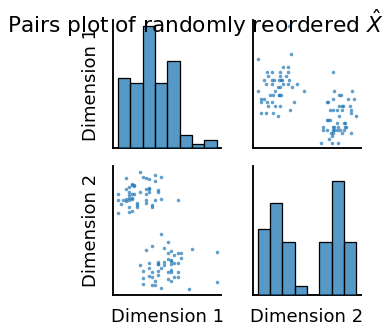 Pairs plot of randomly reordered X̂
Dimension 1
Dimension 2
Dimension 1 Dimension 2